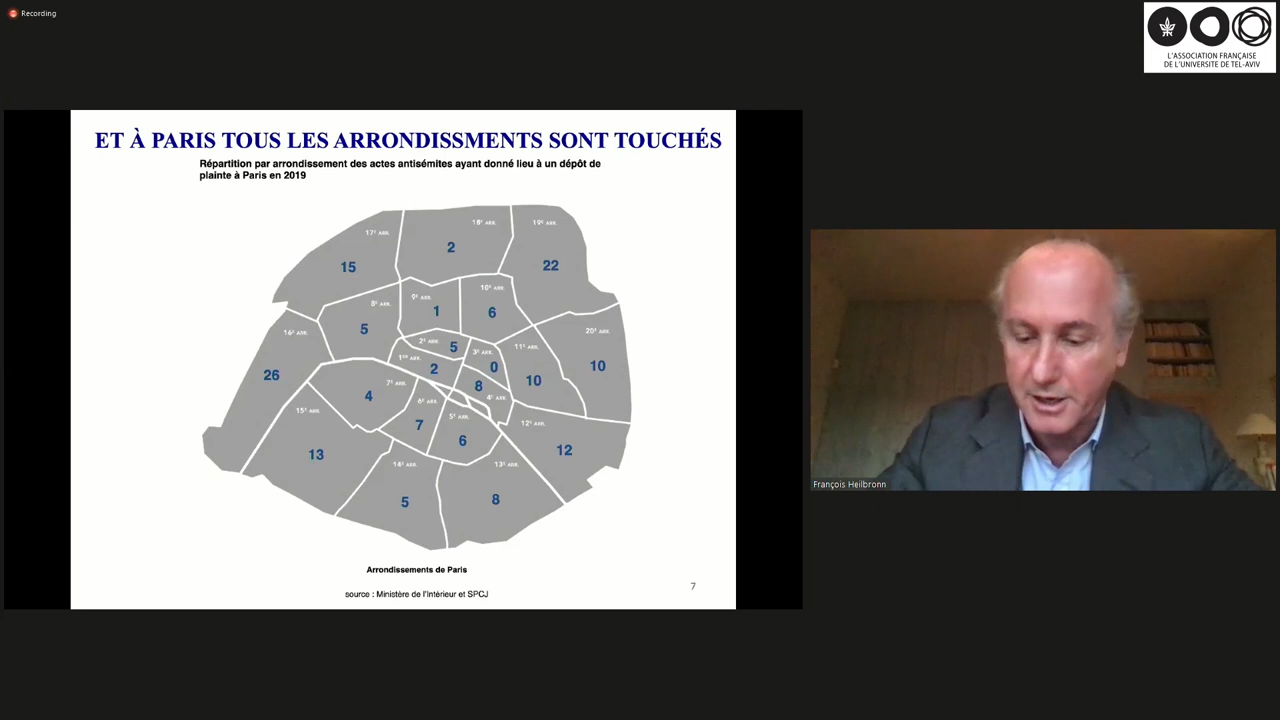 Recording
L'ASSOCIATION FRANÇAISE
DE L'UNIVERSITE DE TEL-AVIV
ET À PARIS TOUS LES ARRONDISSMENTS SONT TOUCHÉS
Répartition par arrondissement des actes antisémites ayant donné lieu à un dépôt de
plainte à Paris en 2019
17ᵉ ARR.
15
18ᵉ ARR.
2
19ᵉ ARR.
22
8ᵉ ARR.
5
9ᵉ ARR.
1
10ᵉ ARR.
6
16ᵉ ARR.
26
2ᵉ ARR.
5
1ᵉʳ ARR.
2
3ᵉ ARR.
0
11ᵉ ARR.
10
20ᵉ ARR.
10
7ᵉ ARR.
4
8
4ᵉ ARR.
6ᵉ ARR.
7
5ᵉ ARR.
6
15ᵉ ARR.
13
12ᵉ ARR.
12
14ᵉ ARR.
5
13ᵉ ARR.
8
Arrondissements de Paris
source : Ministère de l'Intérieur et SPCJ
7
François Heilbronn